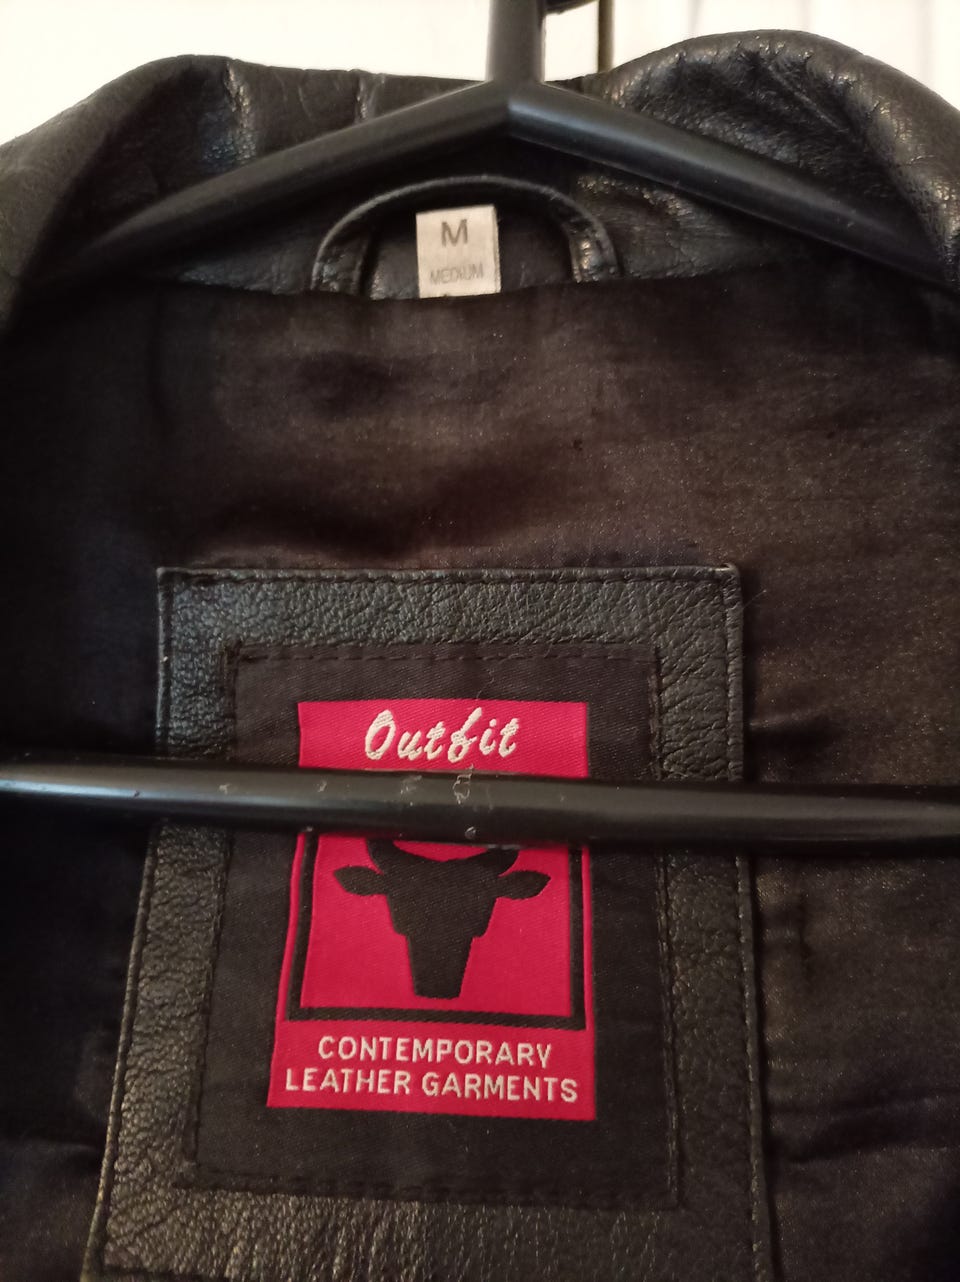 M
MEDIUM
Outfit
CONTEMPORARY
LEATHER GARMENTS